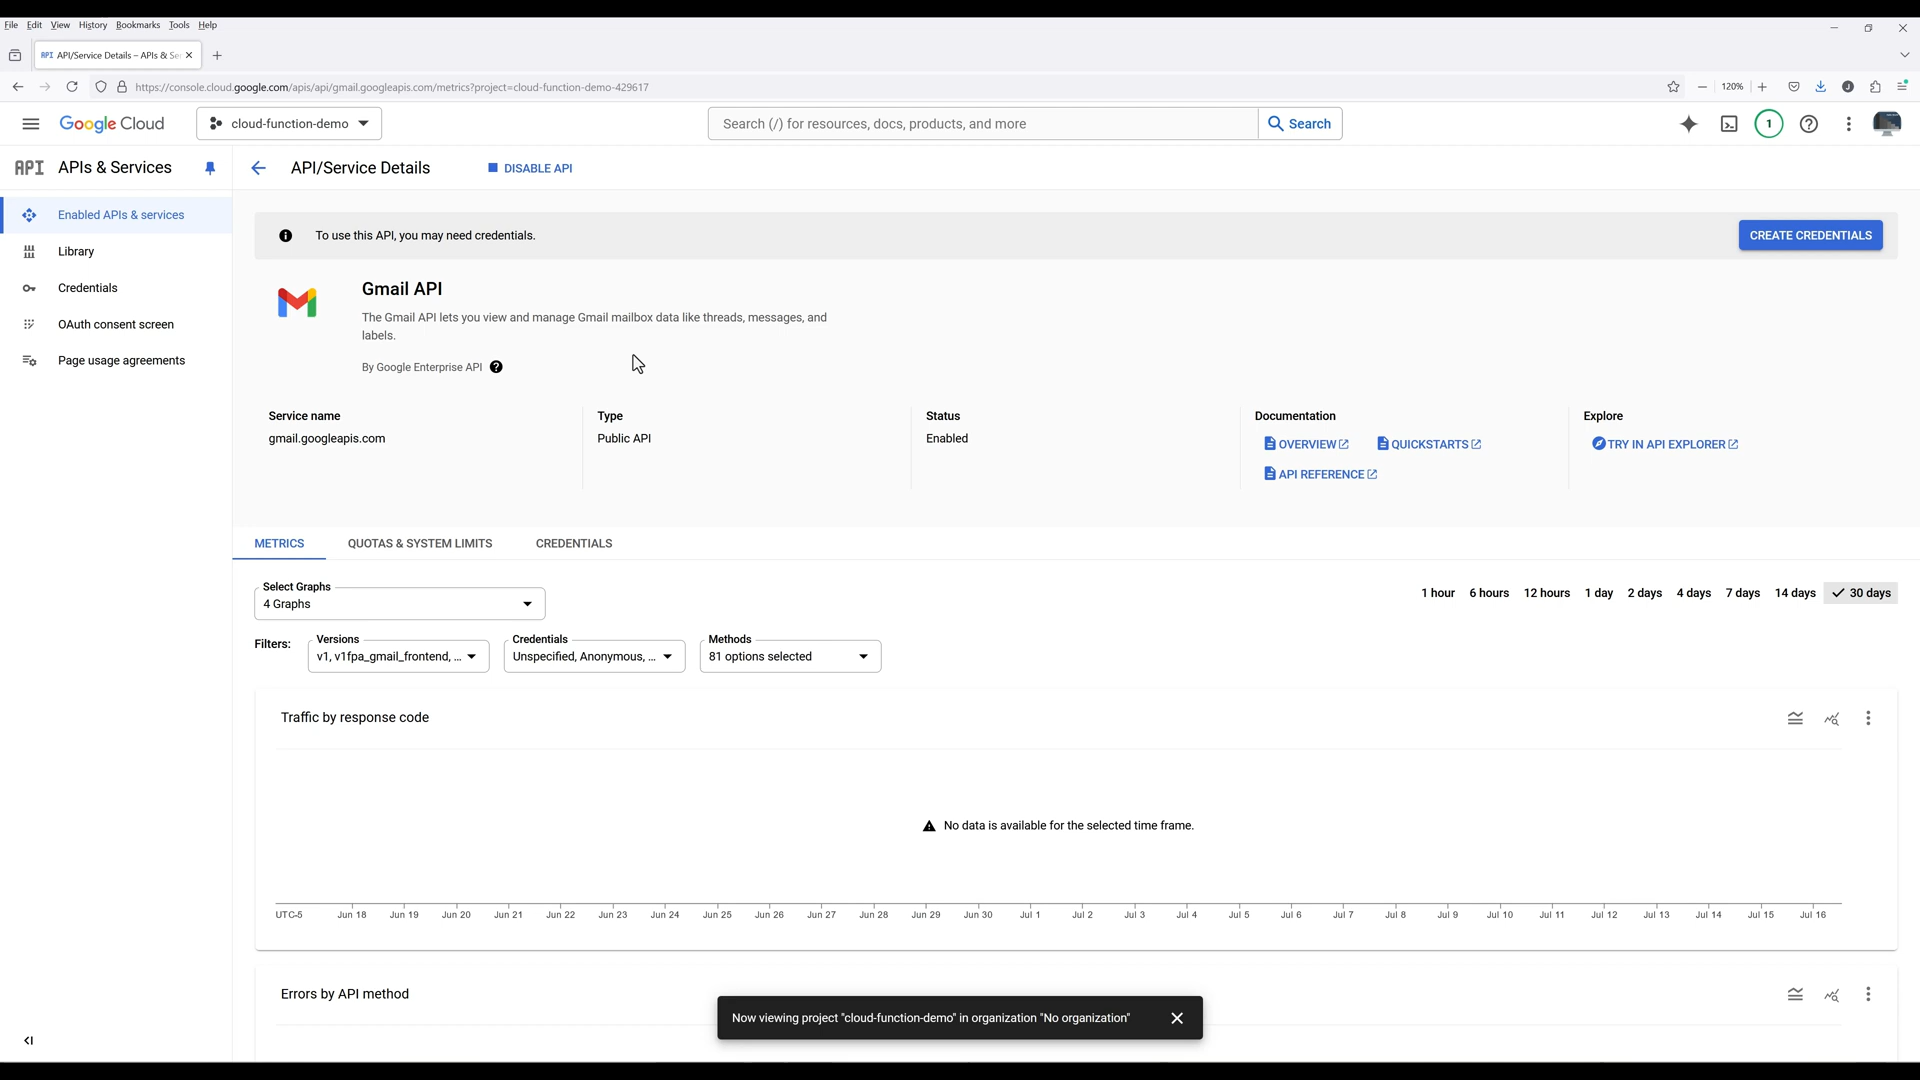 File Edit View History Bookmarks Tools Help
API API/Service Details – APIs & Se
https://console.cloud.google.com/apis/api/gmail.googleapis.com/metrics?project=cloud-function-demo-429617
120%
Google Cloud
cloud-function-demo
Search (/) for resources, docs, products, and more
Search
1
API APIs & Services
API/Service Details
DISABLE API
Enabled APIs & services
Library
Credentials
OAuth consent screen
Page usage agreements
To use this API, you may need credentials.
CREATE CREDENTIALS
Gmail API
The Gmail API lets you view and manage Gmail mailbox data like threads, messages, and
labels.
By Google Enterprise API
Service name
gmail.googleapis.com
Type
Public API
Status
Enabled
Documentation
OVERVIEW QUICKSTARTS
API REFERENCE
Explore
TRY IN API EXPLORER
METRICS QUOTAS & SYSTEM LIMITS CREDENTIALS
Select Graphs
4 Graphs
1 hour 6 hours 12 hours 1 day 2 days 4 days 7 days 14 days 30 days
Filters:
Versions
v1, v1fpa_gmail_frontend, ...
Credentials
Unspecified, Anonymous, ...
Methods
81 options selected
Traffic by response code
No data is available for the selected time frame.
UTC-5 Jun 18 Jun 19 Jun 20 Jun 21 Jun 22 Jun 23 Jun 24 Jun 25 Jun 26 Jun 27 Jun 28 Jun 29 Jun 30 Jul 1 Jul 2 Jul 3 Jul 4 Jul 5 Jul 6 Jul 7 Jul 8 Jul 9 Jul 10 Jul 11 Jul 12 Jul 13 Jul 14 Jul 15 Jul 16
Errors by API method
Now viewing project "cloud-function-demo" in organization "No organization"